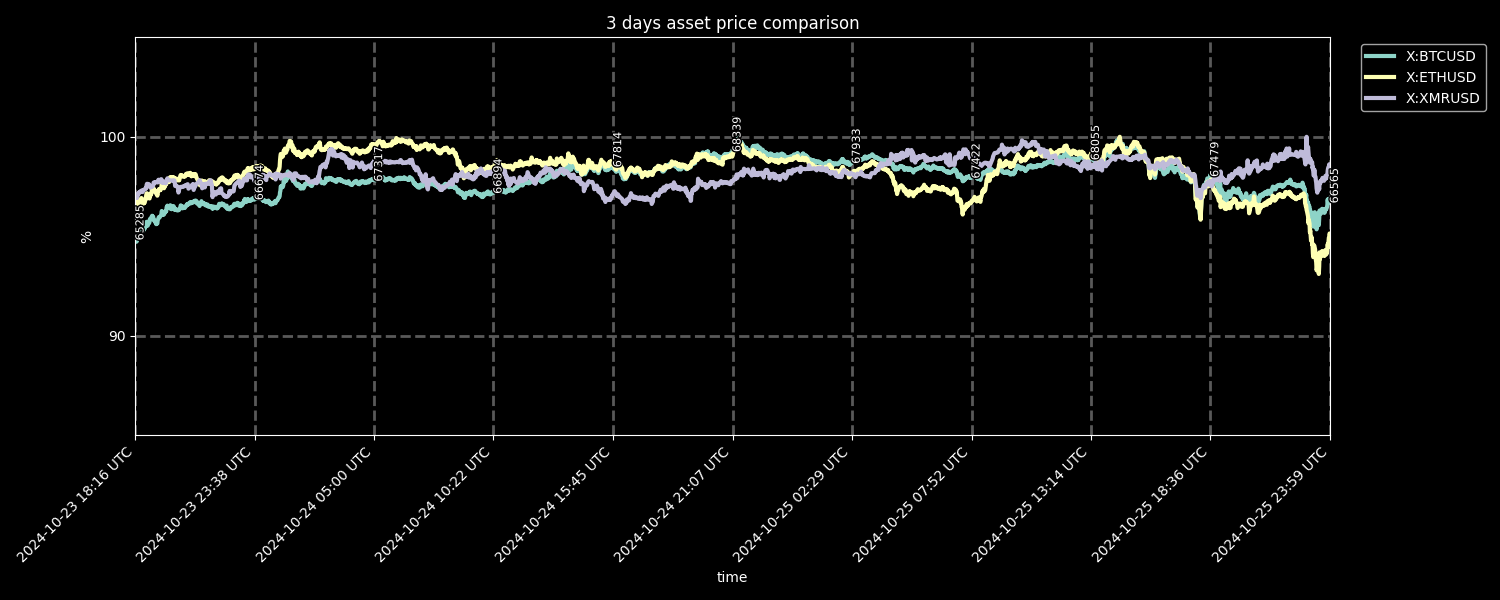 3 days asset price comparison
X:BTCUSD
X:ETHUSD
X:XMRUSD
100
90
%
65285
66674
67317
66894
67814
68339
67933
67422
68055
67479
66565
2024-10-23 18:16 UTC
2024-10-23 23:38 UTC
2024-10-24 05:00 UTC
2024-10-24 10:22 UTC
2024-10-24 15:45 UTC
2024-10-24 21:07 UTC
2024-10-25 02:29 UTC
2024-10-25 07:52 UTC
2024-10-25 13:14 UTC
2024-10-25 18:36 UTC
2024-10-25 23:59 UTC
time